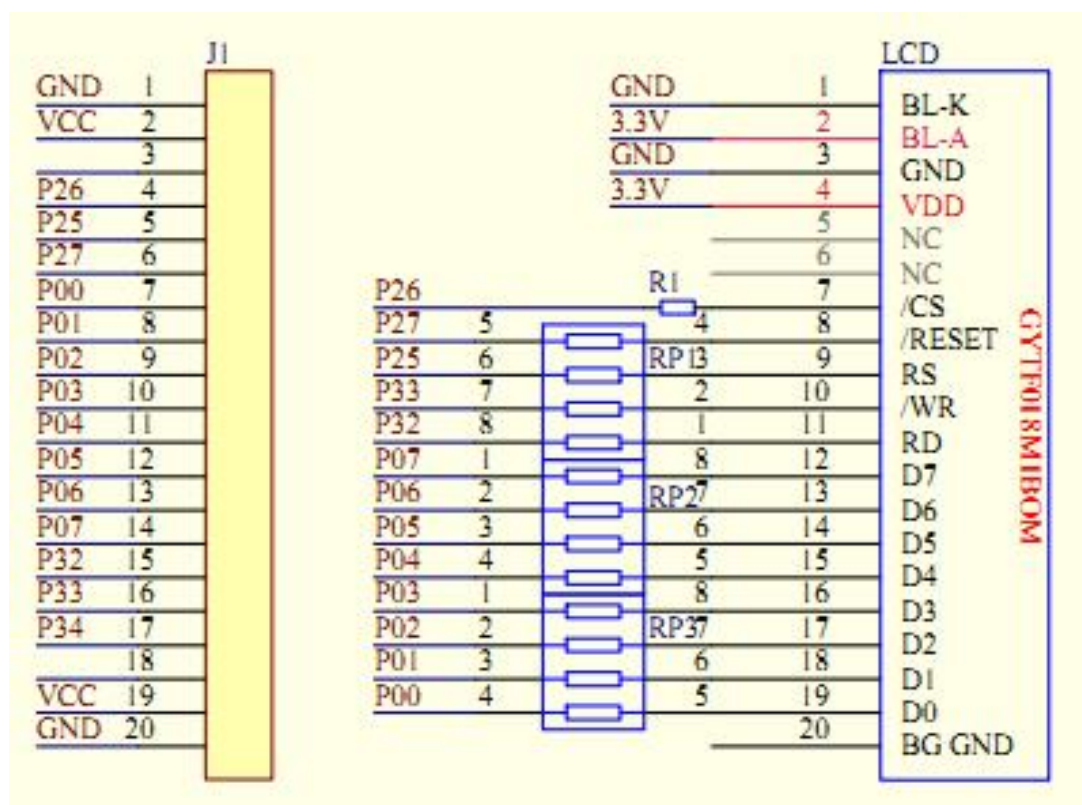 J1
GND 1
VCC 2
3
P26 4
P25 5
P27 6
P00 7
P01 8
P02 9
P03 10
P04 11
P05 12
P06 13
P07 14
P32 15
P33 16
P34 17
18
VCC 19
GND 20
LCD
GND 1 BL-K
3.3V 2 BL-A
GND 3 GND
3.3V 4 VDD
5 NC
6 NC
P26 R1 7 /CS
P27 5 4 8 /RESET
P25 6 RP1 3 9 RS
P33 7 2 10 /WR
P32 8 1 11 RD
P07 1 8 12 D7
P06 2 RP2 7 13 D6
P05 3 6 14 D5
P04 4 5 15 D4
P03 1 8 16 D3
P02 2 RP3 7 17 D2
P01 3 6 18 D1
P00 4 5 19 D0
20 BG GND
GYTF018MIBOM